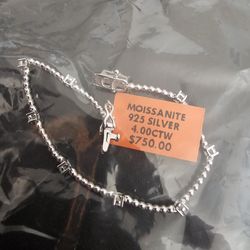 MOISSANITE
925 SILVER
4.00CTW
$750.00